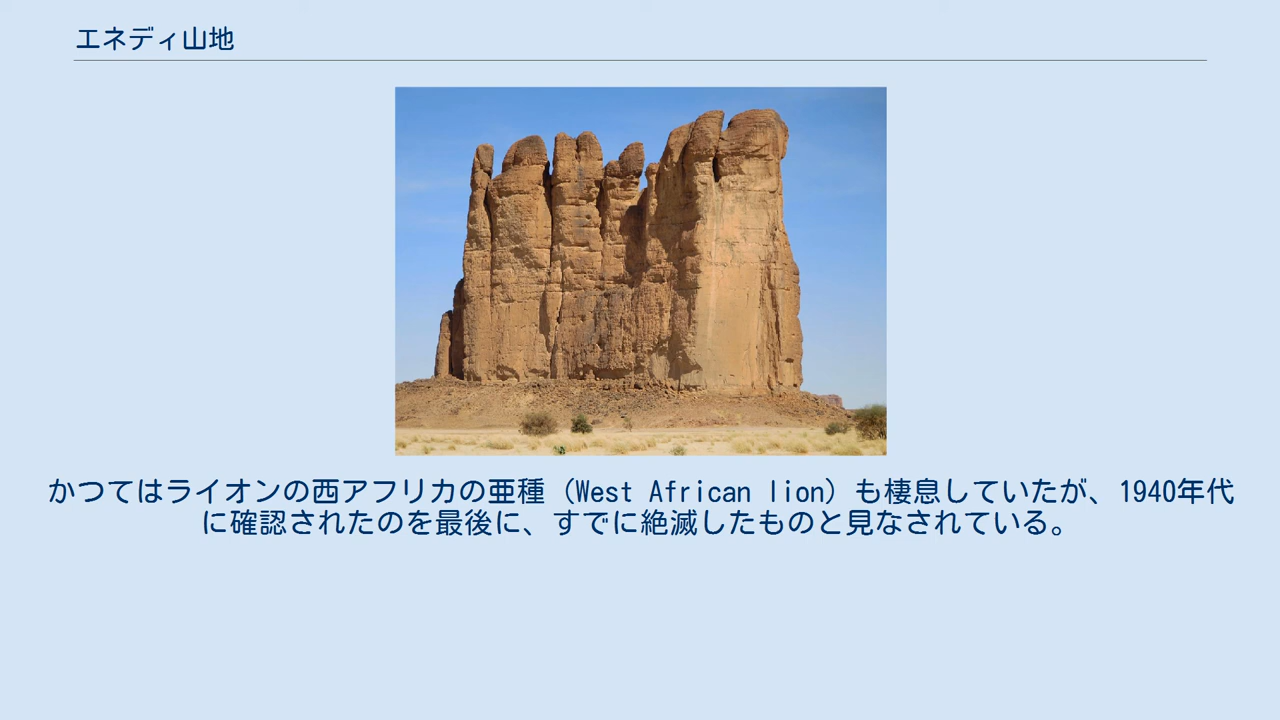 エネディ山地
かつてはライオンの西アフリカの亜種（West African lion）も棲息していたが、1940年代
に確認されたのを最後に、すでに絶滅したものと見なされている。